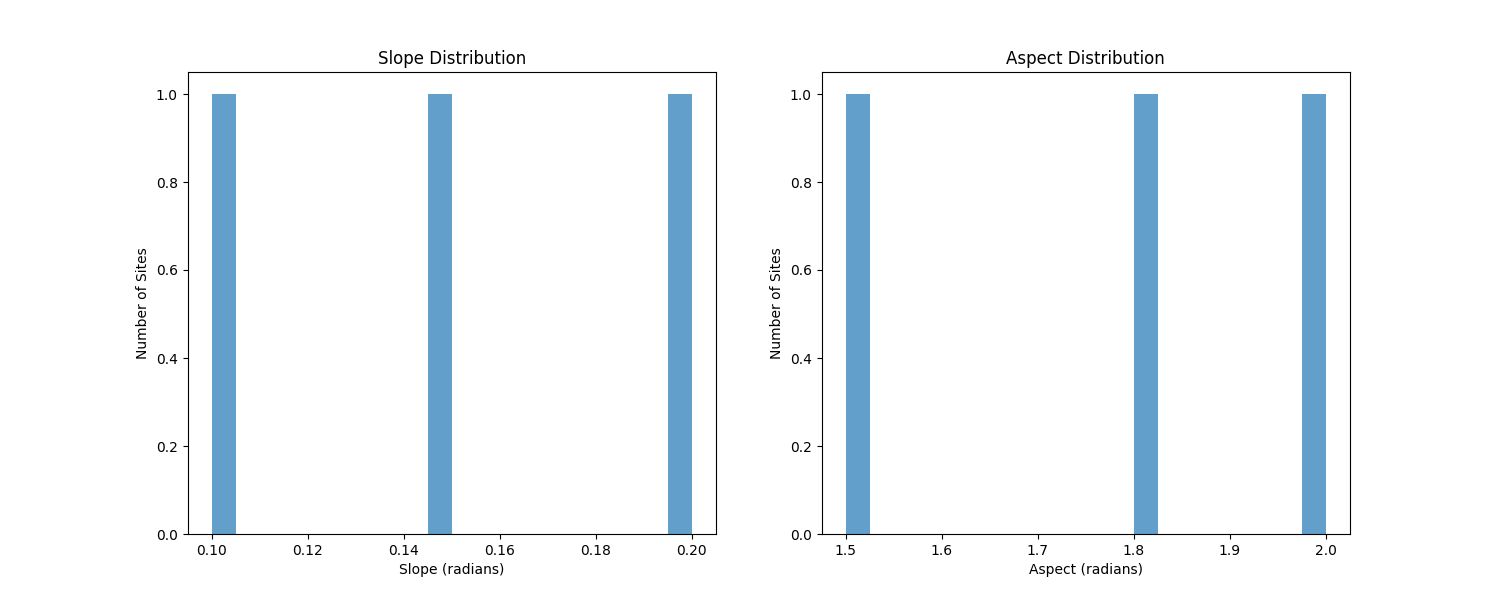 Slope Distribution
1.0
0.8
0.6
0.4
0.2
0.0
Number of Sites
0.10 0.12 0.14 0.16 0.18 0.20
Slope (radians)
Aspect Distribution
1.0
0.8
0.6
0.4
0.2
0.0
Number of Sites
1.5 1.6 1.7 1.8 1.9 2.0
Aspect (radians)